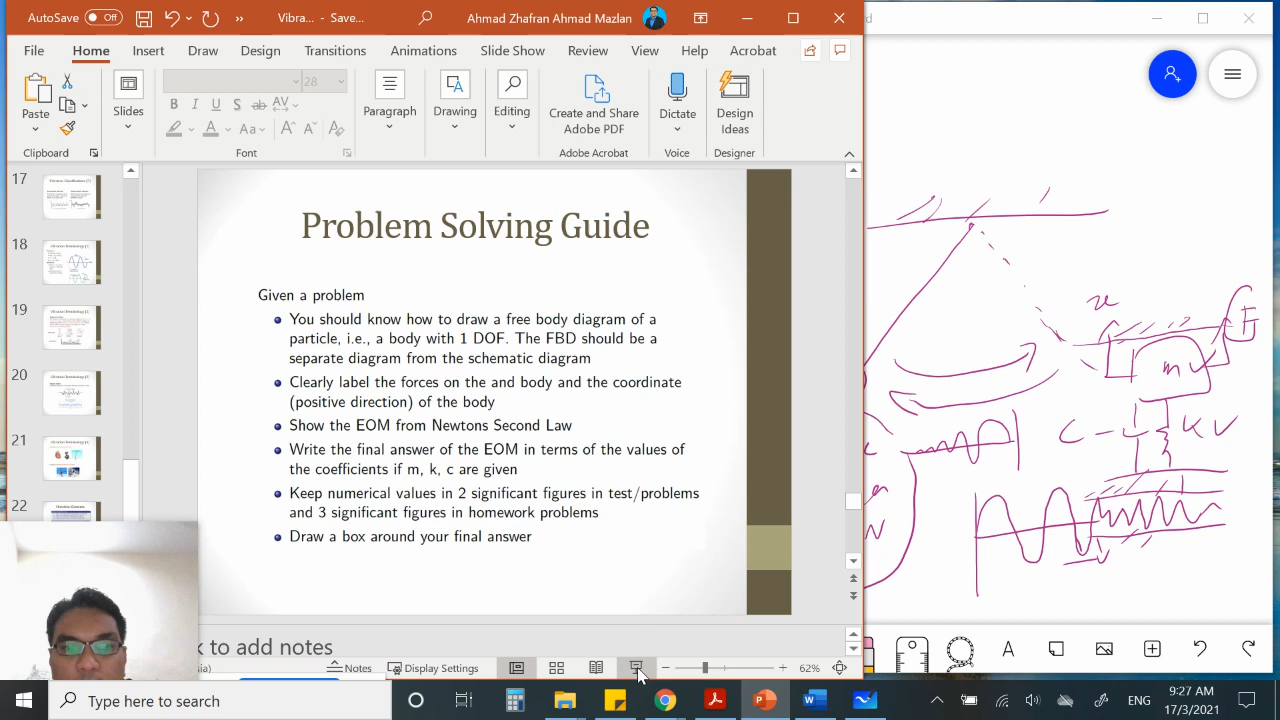 AutoSave Off Vibra... - Save... Ahmad Zhafran Ahmad Mazlan
File Home Insert Draw Design Transitions Animations Slide Show Review View Help Acrobat
28
Paste Slides B I U S ab AV Paragraph Drawing Editing Create and Share Adobe PDF Dictate Design Ideas
A Aa A A A
Clipboard Font Adobe Acrobat Voice Designer
17
18
19
20
21
22
Problem Solving Guide
Given a problem
You should know how to draw a free body diagram of a
particle, i.e., a body with 1 DOF. The FBD should be a
separate diagram from the schematic diagram
Clearly label the forces on the and body and the coordinate
(positive direction) of the body
Show the EOM from Newtons Second Law
Write the final answer of the EOM in terms of the values of
the coefficients if m, k, c are given
Keep numerical values in 2 significant figures in test/problems
and 3 significant figures in homework problems
Draw a box around your final answer
x
F
m
C K
k to add notes
Notes Display Settings 62%
Type here to search
ENG
9:27 AM
17/3/2021